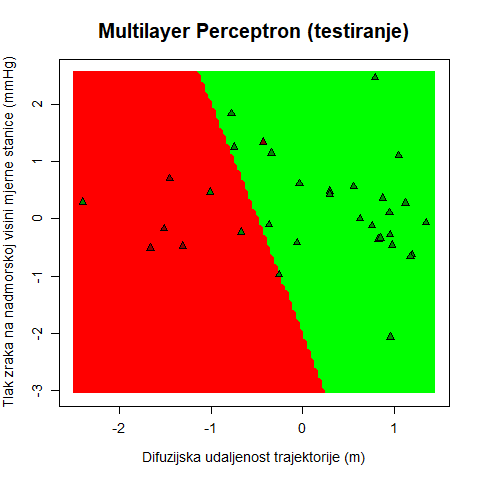 Multilayer Perceptron (testiranje)
Tlak zraka na nadmorskoj visini mjerne stanice (mmHg)
2
1
0
-1
-2
-3
-2 -1 0 1
Difuzijska udaljenost trajektorije (m)